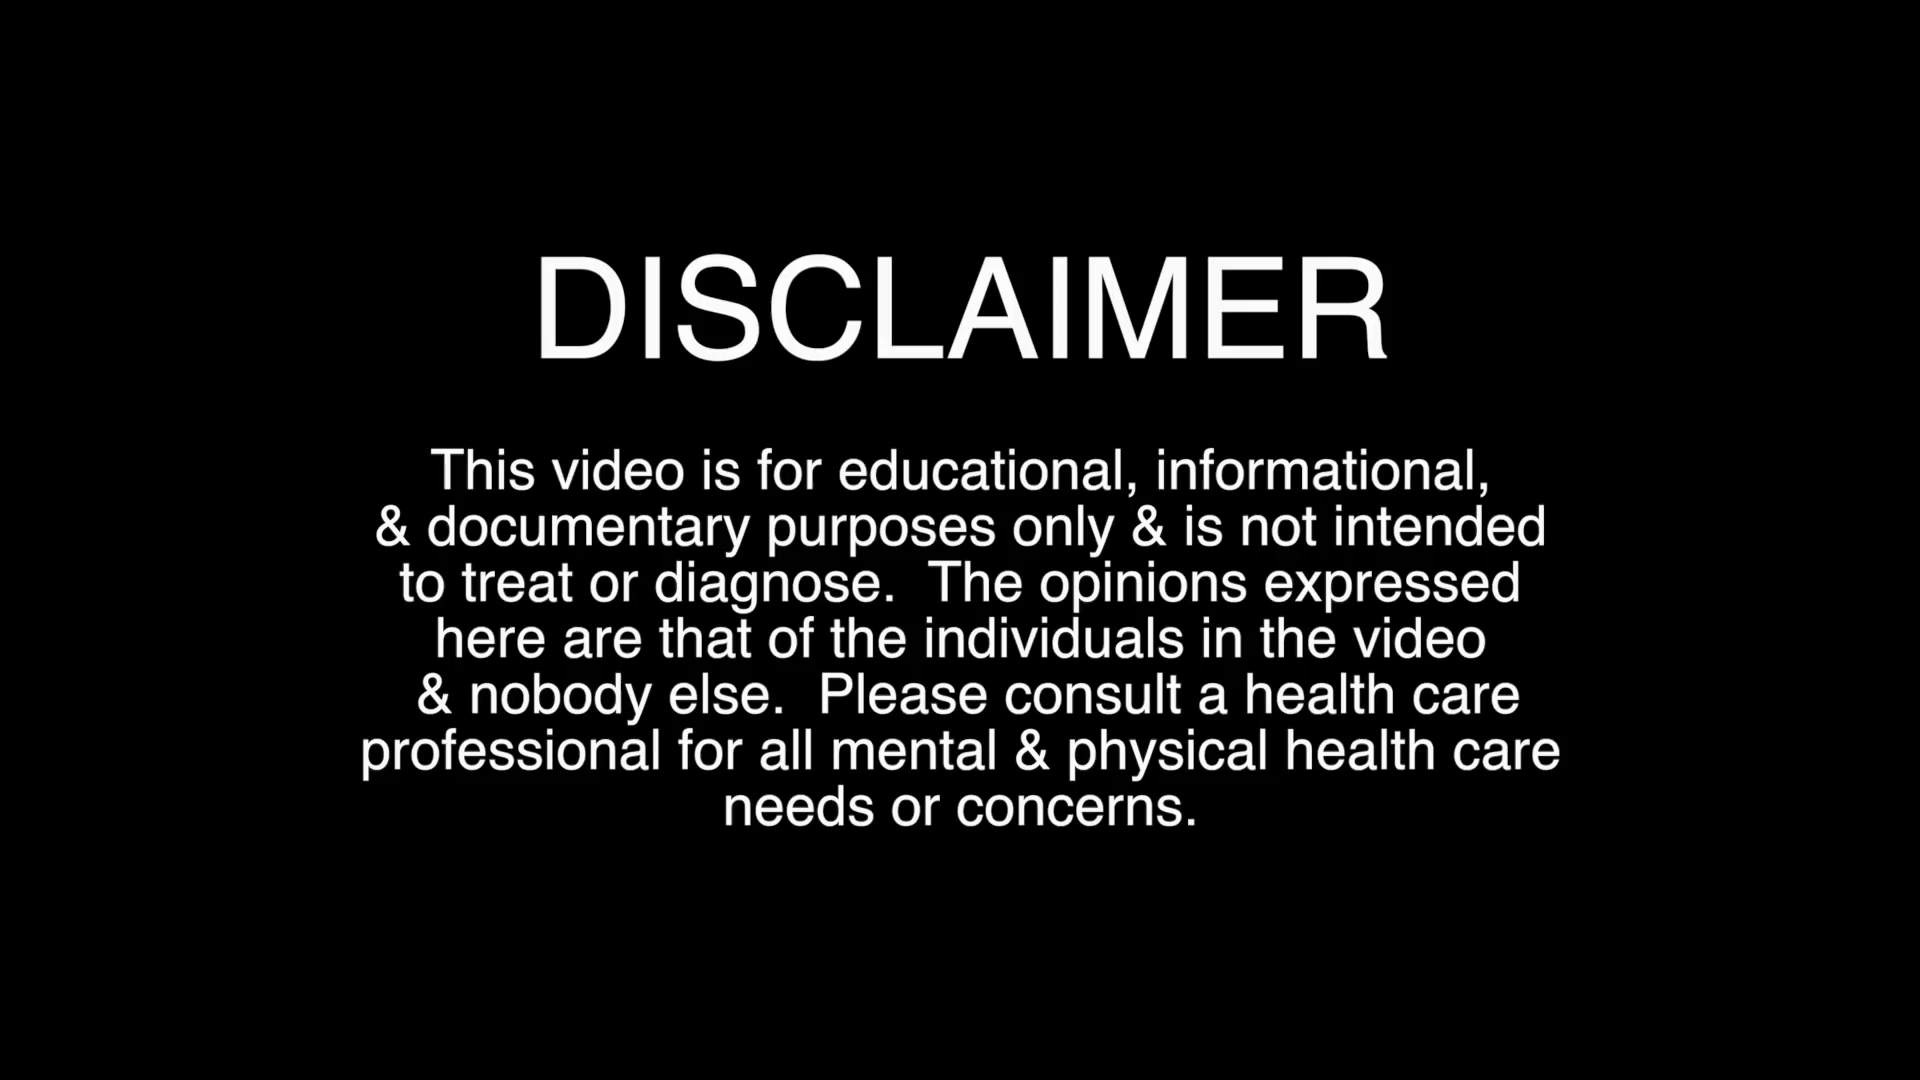 DISCLAIMER
This video is for educational, informational,
& documentary purposes only & is not intended
to treat or diagnose.  The opinions expressed
here are that of the individuals in the video
& nobody else.  Please consult a health care
professional for all mental & physical health care
needs or concerns.